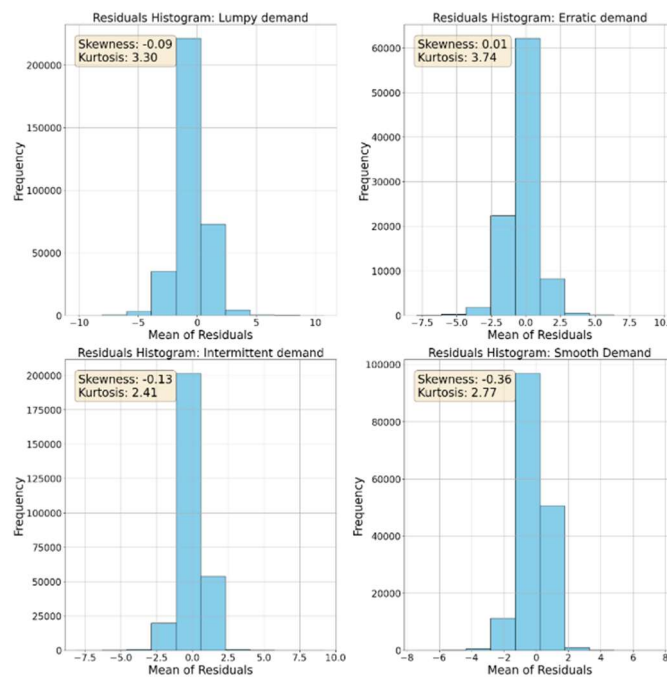 Residuals Histogram: Lumpy demand
Skewness: -0.09
Kurtosis: 3.30
200000
150000
100000
50000
0
Frequency
-10
-5
0
5
10
Mean of Residuals
Residuals Histogram: Erratic demand
Skewness: 0.01
Kurtosis: 3.74
60000
50000
40000
30000
20000
10000
0
Frequency
-7.5
-5.0
-2.5
0.0
2.5
5.0
7.5
10.0
Mean of Residuals
Residuals Histogram: Intermittent demand
Skewness: -0.13
Kurtosis: 2.41
200000
175000
150000
125000
100000
75000
50000
25000
0
Frequency
-7.5
-5.0
-2.5
0.0
2.5
5.0
7.5
10.0
Mean of Residuals
Residuals Histogram: Smooth Demand
Skewness: -0.36
Kurtosis: 2.77
100000
80000
60000
40000
20000
0
Frequency
-8
-6
-4
-2
0
2
4
6
8
Mean of Residuals